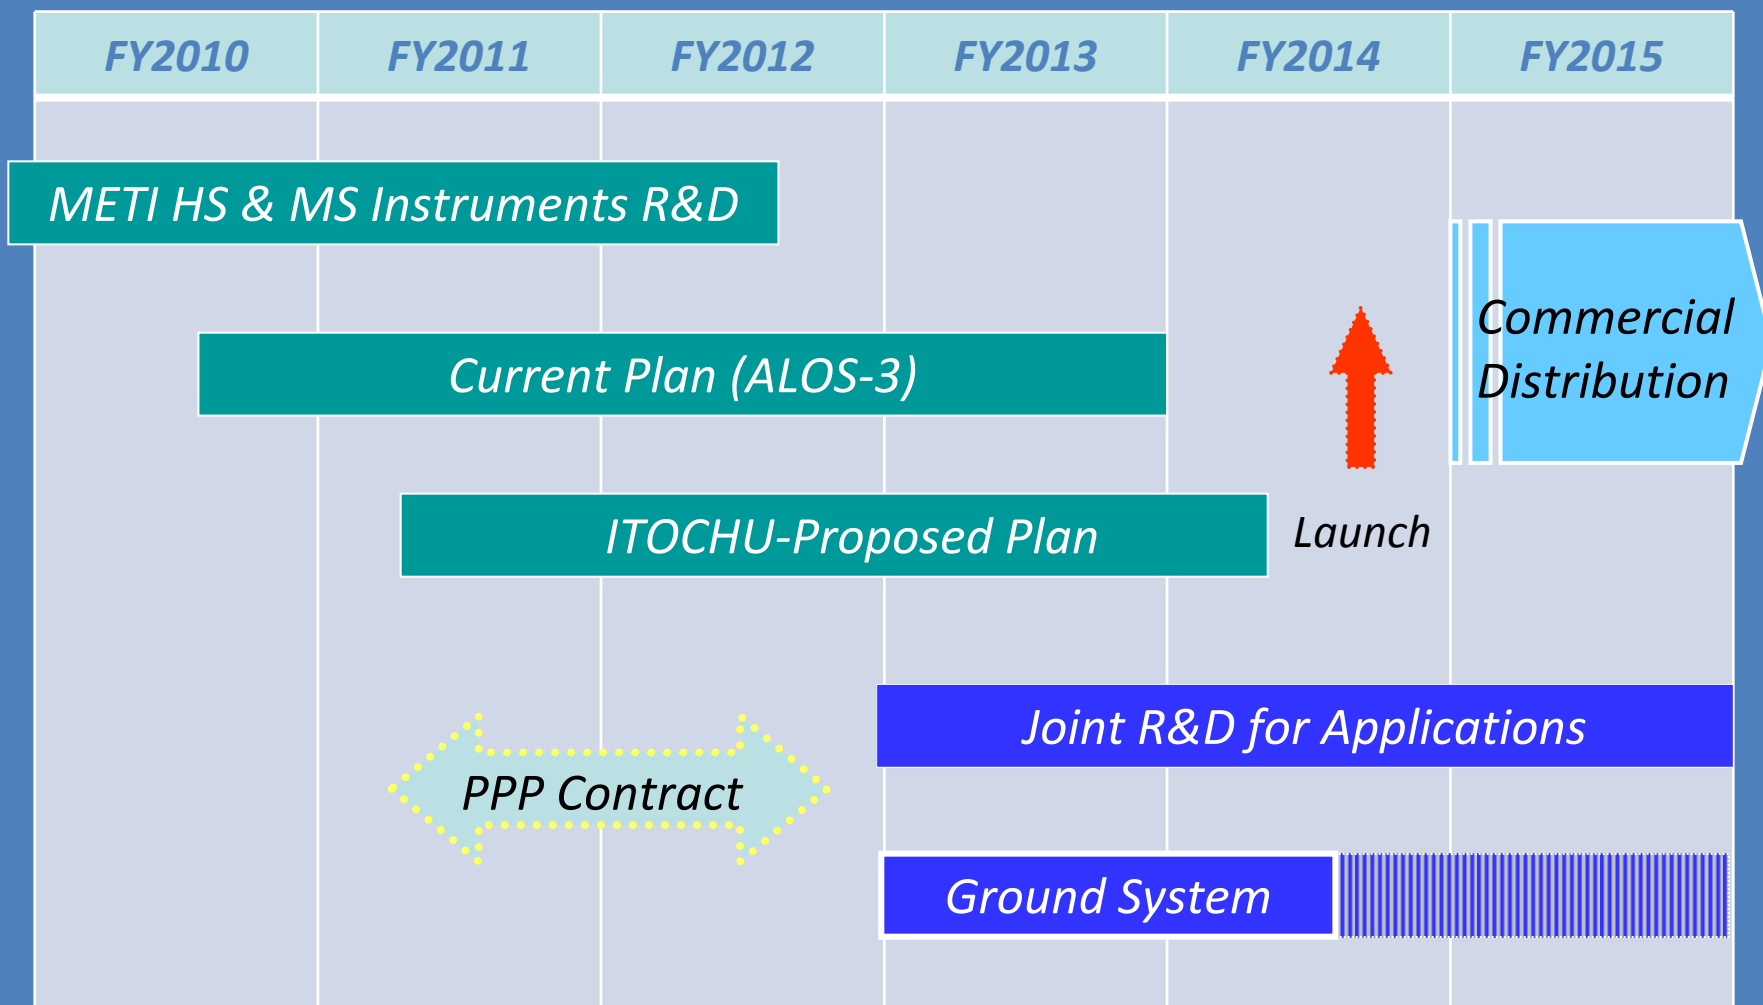 FY2010 FY2011 FY2012 FY2013 FY2014 FY2015
METI HS & MS Instruments R&D
Commercial
Distribution
Current Plan (ALOS-3)
ITOCHU-Proposed Plan
Launch
Joint R&D for Applications
PPP Contract
Ground System